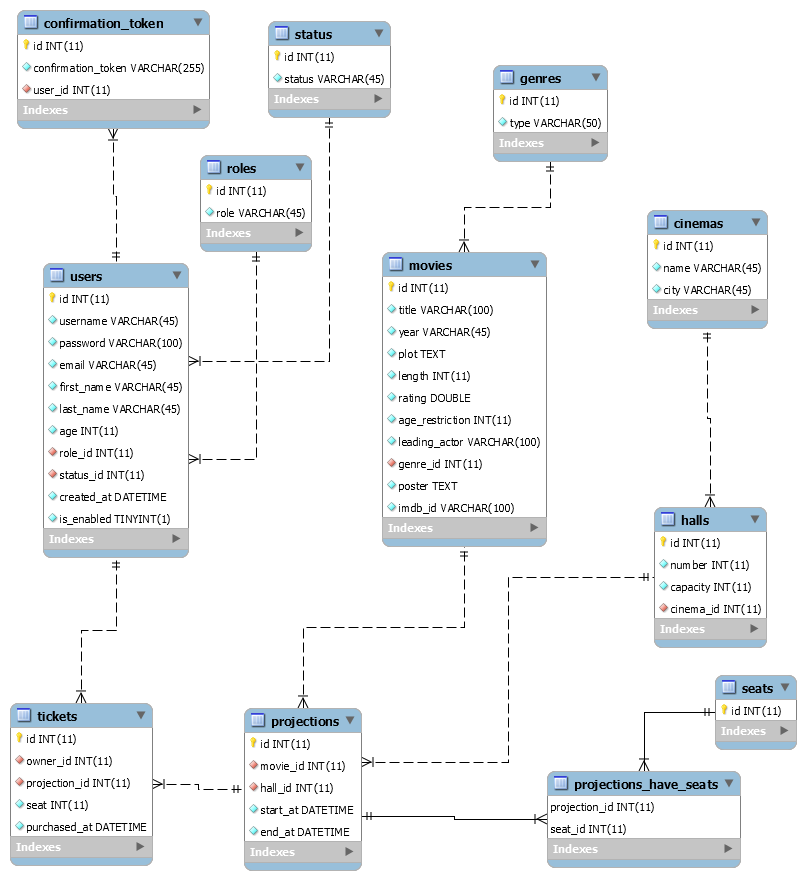 confirmation_token
id INT(11)
confirmation_token VARCHAR(255)
user_id INT(11)
Indexes
status
id INT(11)
status VARCHAR(45)
Indexes
genres
id INT(11)
type VARCHAR(50)
Indexes
roles
id INT(11)
role VARCHAR(45)
Indexes
cinemas
id INT(11)
name VARCHAR(45)
city VARCHAR(45)
Indexes
users
id INT(11)
username VARCHAR(45)
password VARCHAR(100)
email VARCHAR(45)
first_name VARCHAR(45)
last_name VARCHAR(45)
age INT(11)
role_id INT(11)
status_id INT(11)
created_at DATETIME
is_enabled TINYINT(1)
Indexes
movies
id INT(11)
title VARCHAR(100)
year VARCHAR(45)
plot TEXT
length INT(11)
rating DOUBLE
age_restriction INT(11)
leading_actor VARCHAR(100)
genre_id INT(11)
poster TEXT
imdb_id VARCHAR(100)
Indexes
halls
id INT(11)
number INT(11)
capacity INT(11)
cinema_id INT(11)
Indexes
seats
id INT(11)
Indexes
tickets
id INT(11)
owner_id INT(11)
projection_id INT(11)
seat INT(11)
purchased_at DATETIME
Indexes
projections
id INT(11)
movie_id INT(11)
hall_id INT(11)
start_at DATETIME
end_at DATETIME
Indexes
projections_have_seats
projection_id INT(11)
seat_id INT(11)
Indexes